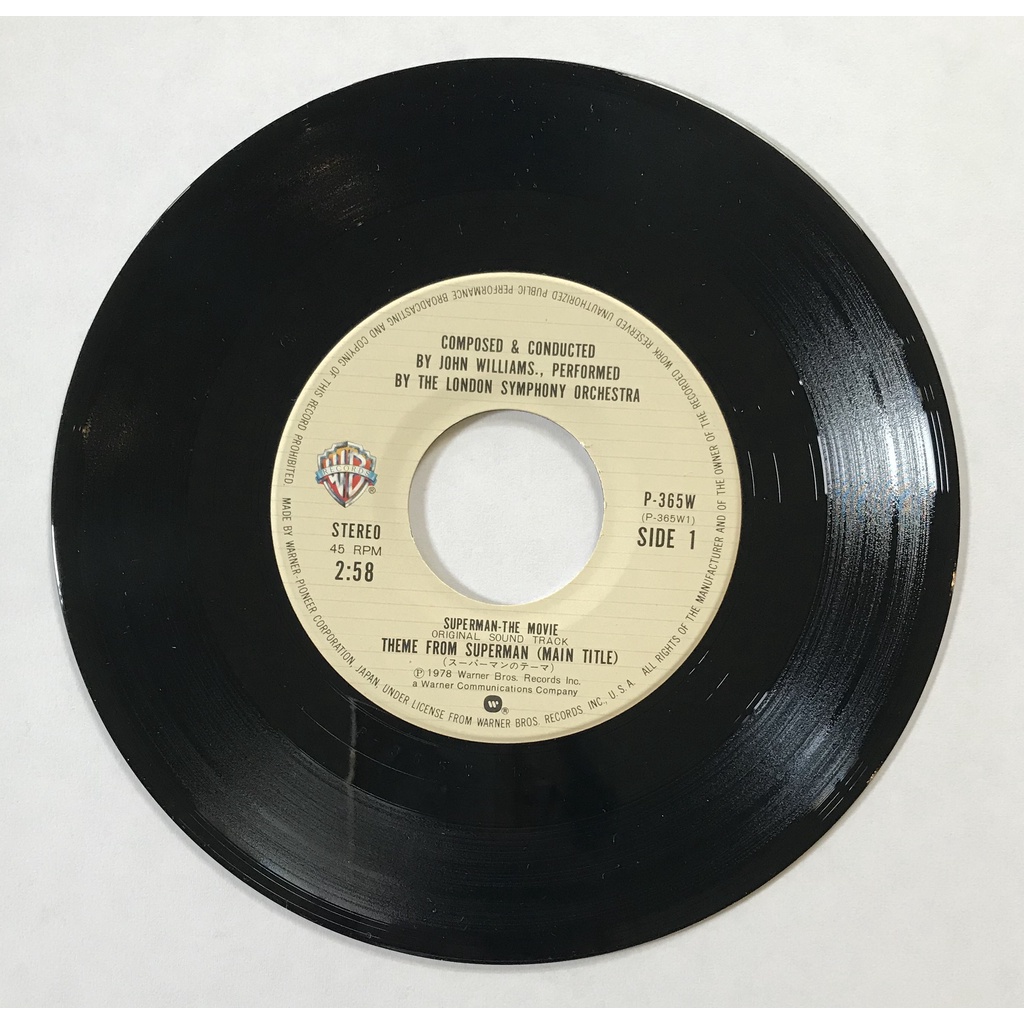 COMPOSED & CONDUCTED
BY JOHN WILLIAMS., PERFORMED
BY THE LONDON SYMPHONY ORCHESTRA
RECORDS
®
STEREO
45 RPM
2:58
P-365W
(P-365W1)
SIDE 1
SUPERMAN-THE MOVIE
ORIGINAL SOUND TRACK
THEME FROM SUPERMAN (MAIN TITLE)
(スーパーマンのテーマ)
Ⓟ 1978 Warner Bros. Records Inc.
a Warner Communications Company
®
MADE BY WARNER-PIONEER CORPORATION, JAPAN. UNDER LICENSE FROM WARNER BROS. RECORDS INC., U.S.A. ALL RIGHTS OF THE MANUFACTURER AND OF THE OWNER OF THE RECORDED WORK RESERVED UNAUTHORIZED PUBLIC PERFORMANCE BROADCASTING AND COPYING OF THIS RECORD PROHIBITED.